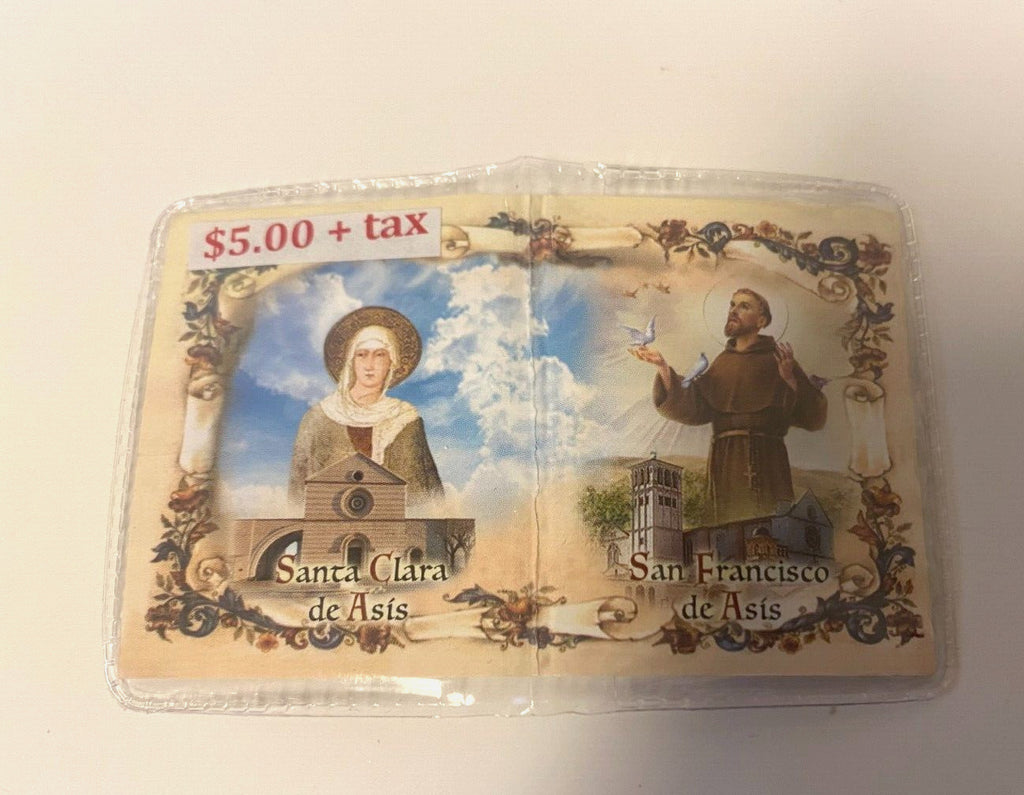 $5.00 + tax
Santa Clara
de Asís
San Francisco
de Asís